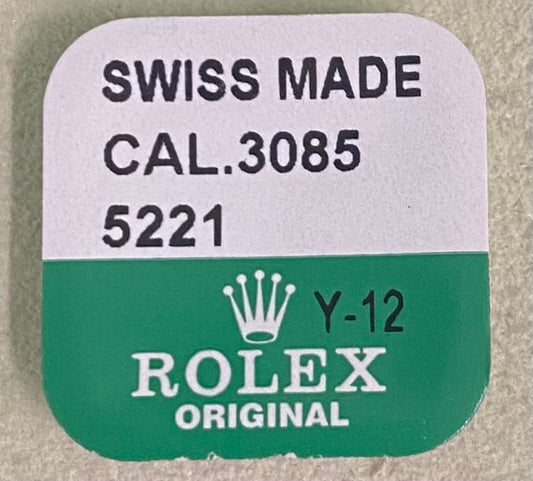 SWISS MADE
CAL.3085
5221
Y-12
ROLEX
ORIGINAL